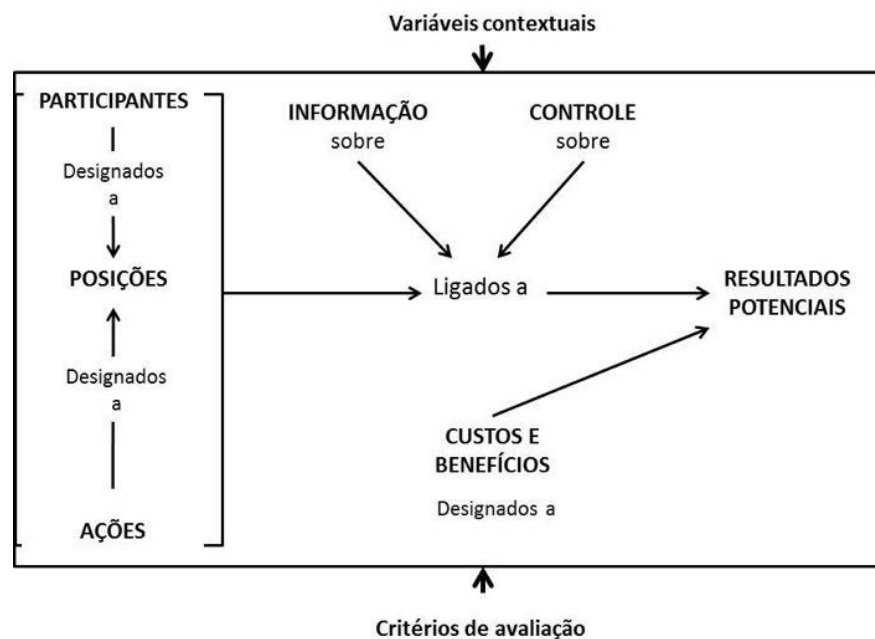 Variáveis contextuais
PARTICIPANTES
Designados
a
POSIÇÕES
Designados
a
AÇÕES
INFORMAÇÃO
sobre
CONTROLE
sobre
Ligados a
RESULTADOS
POTENCIAIS
CUSTOS E
BENEFÍCIOS
Designados a
Critérios de avaliação